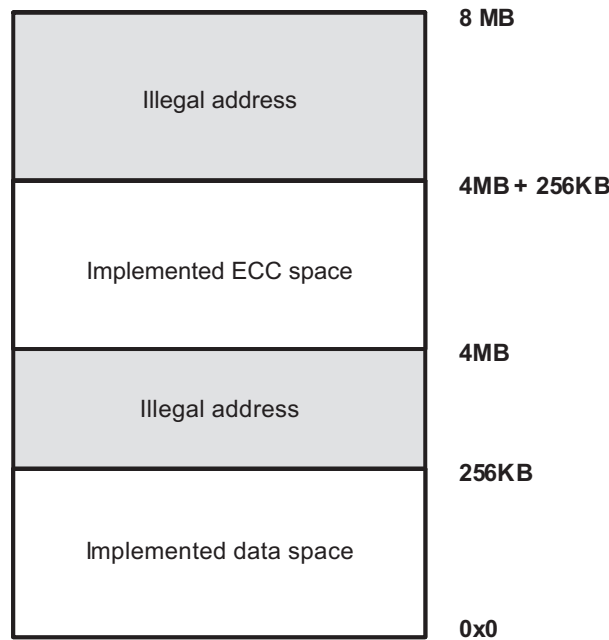 8 MB
Illegal address
4MB + 256KB
Implemented ECC space
4MB
Illegal address
256KB
Implemented data space
0x0